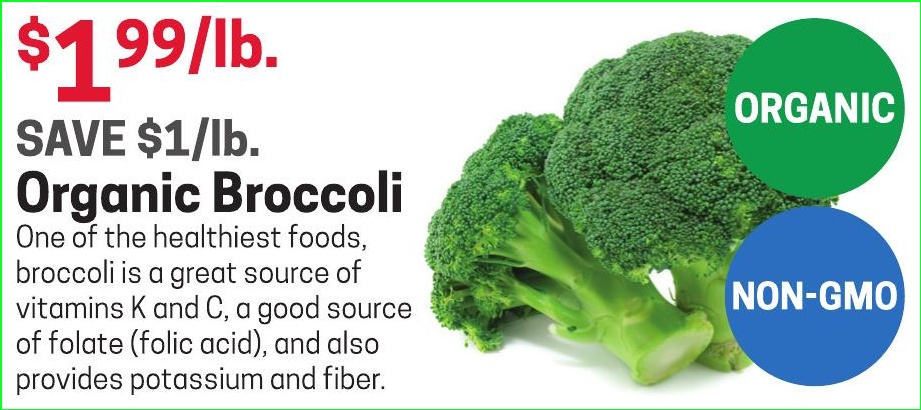 $1 99/lb.
SAVE $1/lb.
Organic Broccoli
One of the healthiest foods,
broccoli is a great source of
vitamins K and C, a good source
of folate (folic acid), and also
provides potassium and fiber.
ORGANIC
NON-GMO